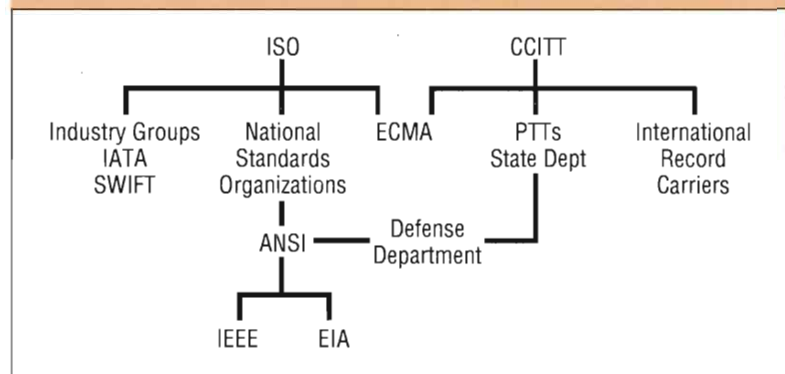 ISO
CCITT
Industry Groups
IATA
SWIFT
National
Standards
Organizations
ECMA
PTTs
State Dept
International
Record
Carriers
ANSI
Defense
Department
IEEE
EIA